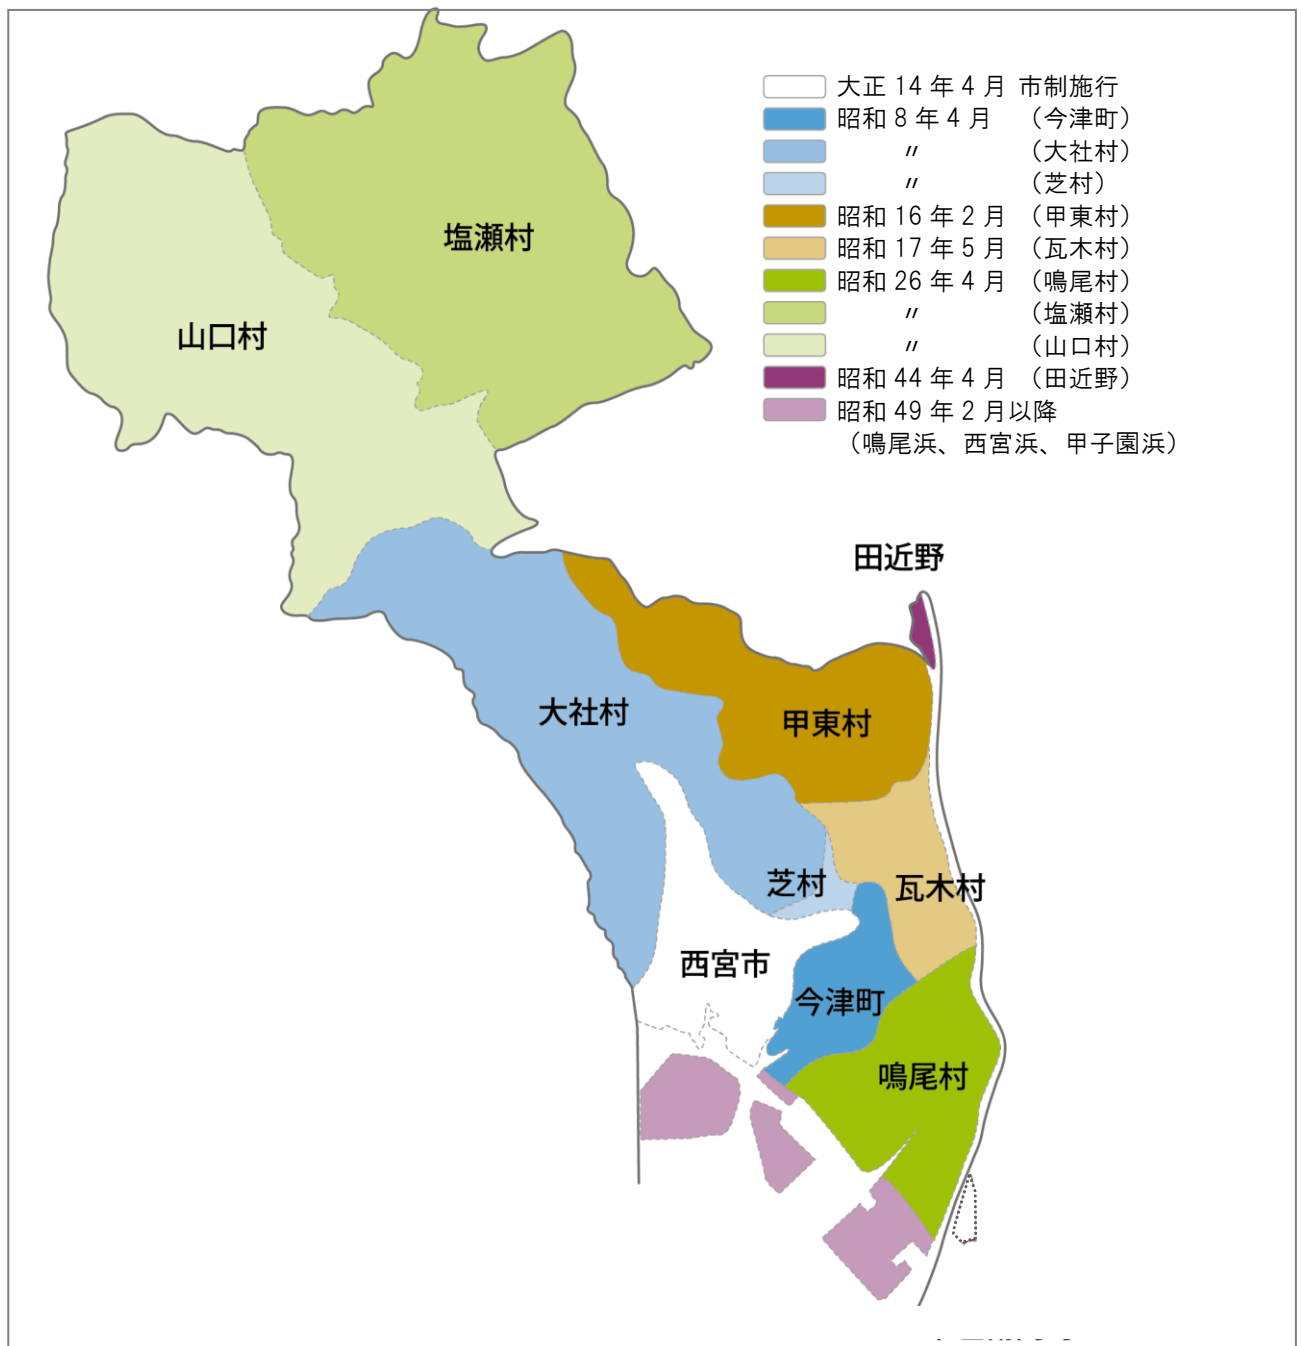 大正 14 年 4 月 市制施行
昭和 8 年 4 月 （今津町）
〃 （大社村）
〃 （芝村）
昭和 16 年 2 月 （甲東村）
昭和 17 年 5 月 （瓦木村）
昭和 26 年 4 月 （鳴尾村）
〃 （塩瀬村）
〃 （山口村）
昭和 44 年 4 月 （田近野）
昭和 49 年 2 月以降
（鳴尾浜、西宮浜、甲子園浜）
塩瀬村
山口村
田近野
大社村
甲東村
芝村
瓦木村
西宮市
今津町
鳴尾村